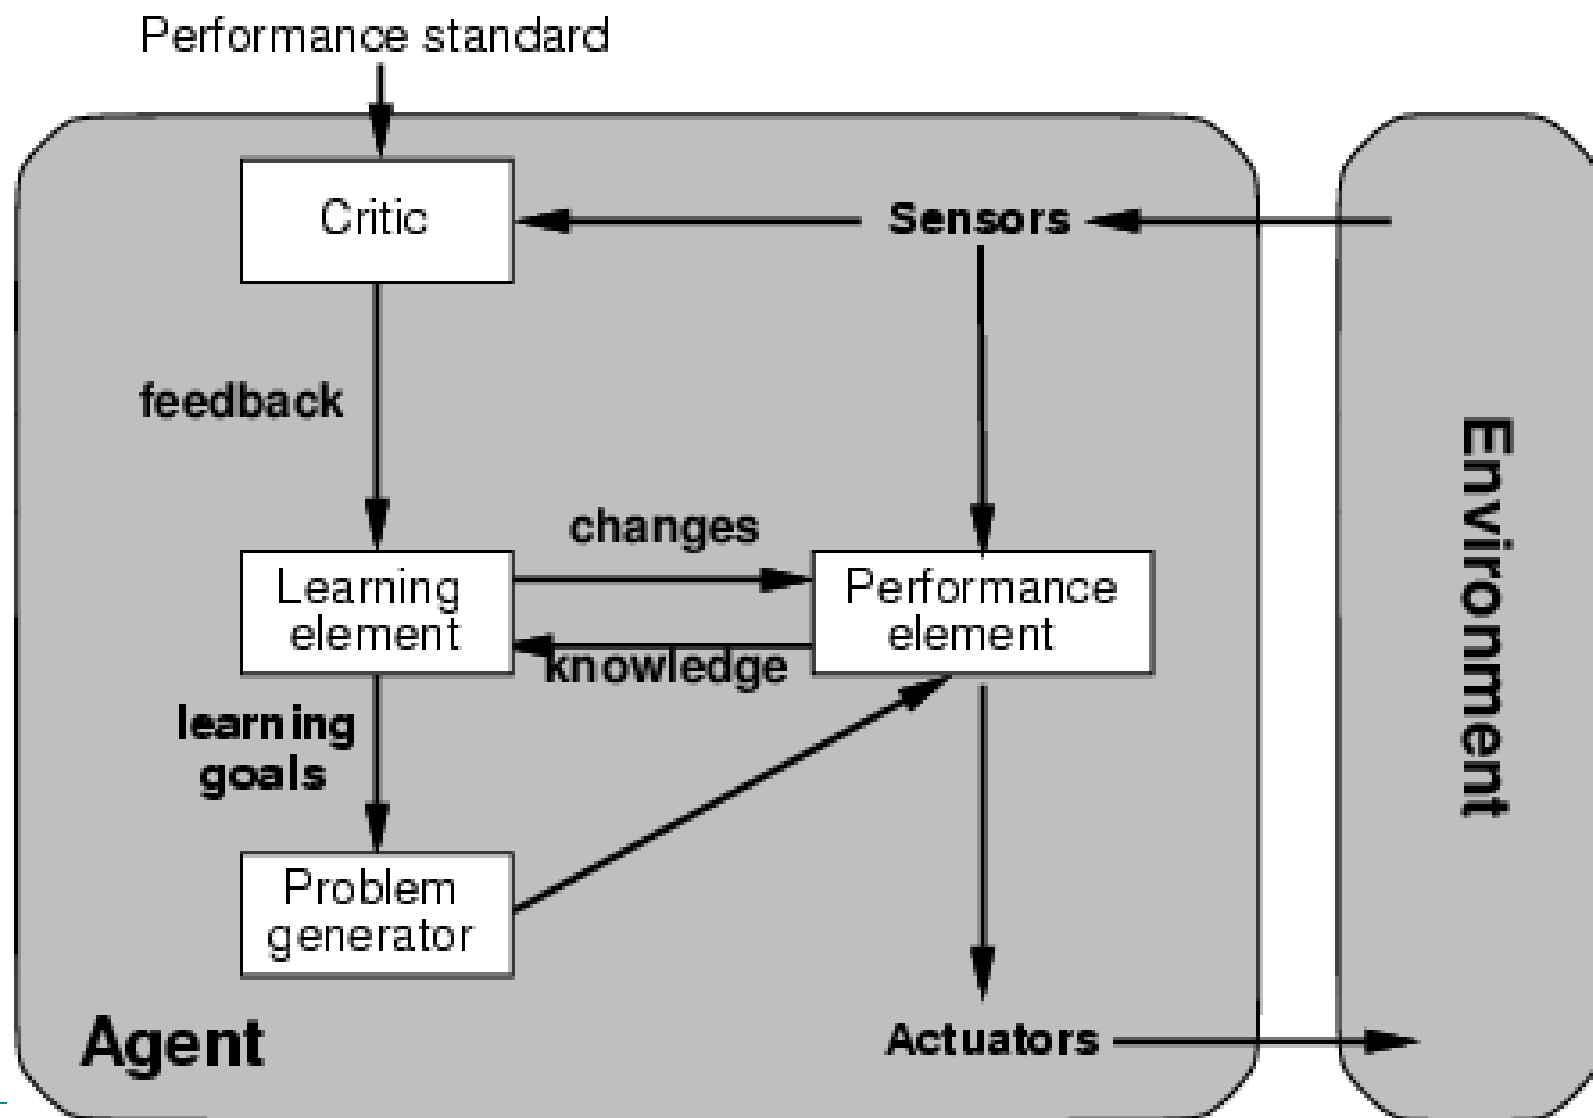 Performance standard
Critic
Sensors
feedback
changes
Learning
element
Performance
element
knowledge
learning
goals
Problem
generator
Agent
Actuators
Environment